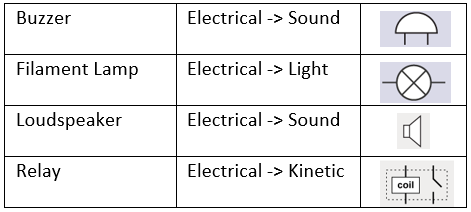 Buzzer Electrical -> Sound
Filament Lamp Electrical -> Light
Loudspeaker Electrical -> Sound
Relay Electrical -> Kinetic
coil